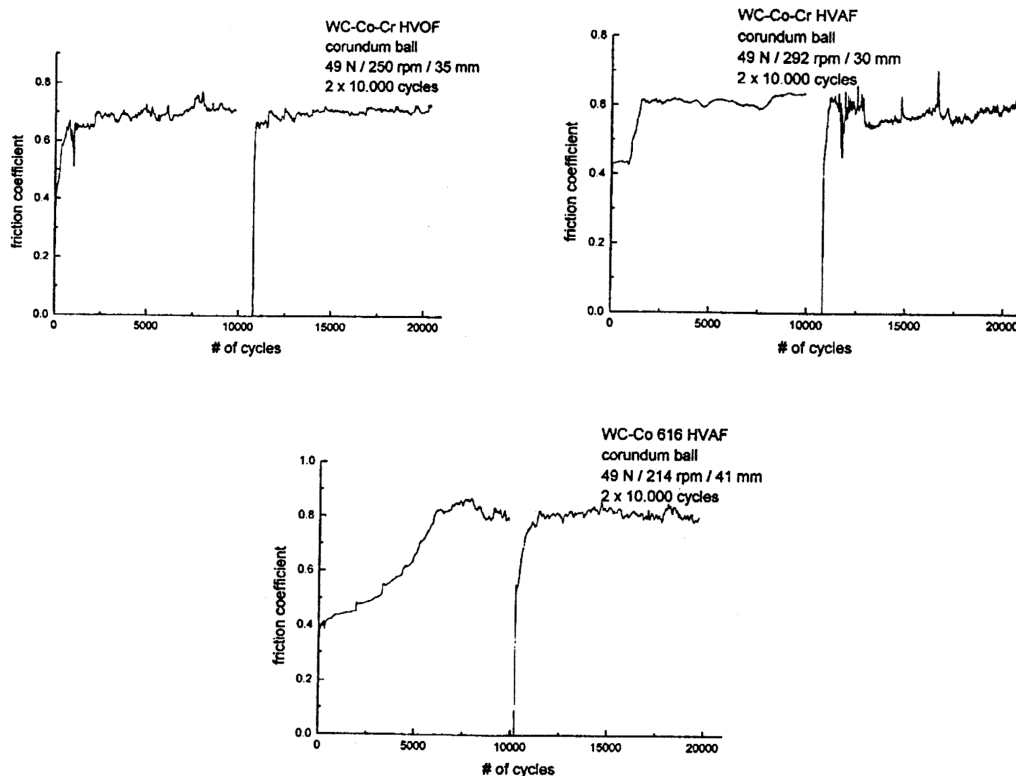 WC-Co-Cr HVOF
corundum ball
49 N / 250 rpm / 35 mm
2 x 10.000 cycles
0.8
0.6
0.4
0.2
0.0
friction coefficient
0
5000
10000
15000
20000
# of cycles
WC-Co-Cr HVAF
corundum ball
49 N / 292 rpm / 30 mm
2 x 10.000 cycles
0.8
0.6
0.4
0.2
0.0
friction coefficient
0
5000
10000
15000
20000
# of cycles
WC-Co 616 HVAF
corundum ball
49 N / 214 rpm / 41 mm
2 x 10.000 cycles
1.0
0.8
0.6
0.4
0.2
0.0
friction coefficient
0
5000
10000
15000
20000
# of cycles